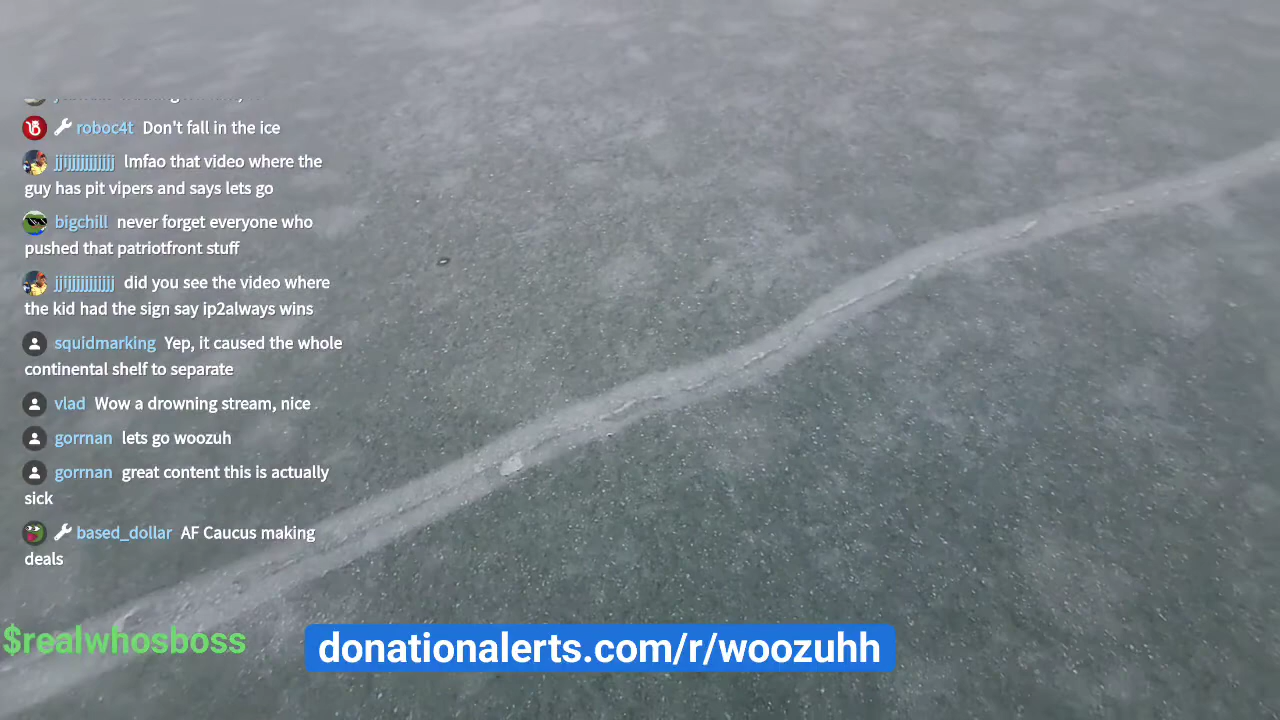 roboc4t Don't fall in the ice
jjijjjjjjjjjj lmfao that video where the
guy has pit vipers and says lets go
bigchill never forget everyone who
pushed that patriotfront stuff
jjijjjjjjjjjj did you see the video where
the kid had the sign say ip2always wins
squidmarking Yep, it caused the whole
continental shelf to separate
vlad Wow a drowning stream, nice
gorrnan lets go woozuh
gorrnan great content this is actually
sick
based_dollar AF Caucus making
deals
$realwhosboss
donationalerts.com/r/woozuhh